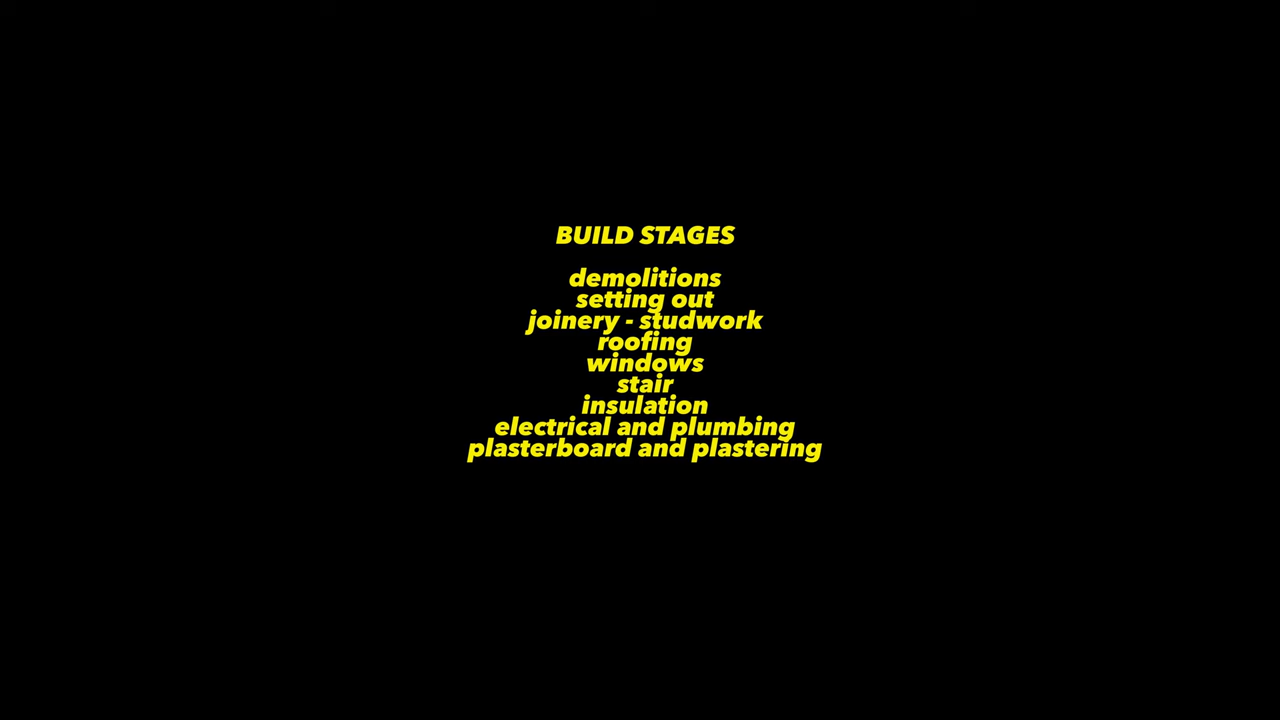 BUILD STAGES
demolitions
setting out
joinery - studwork
roofing
windows
stair
insulation
electrical and plumbing
plasterboard and plastering